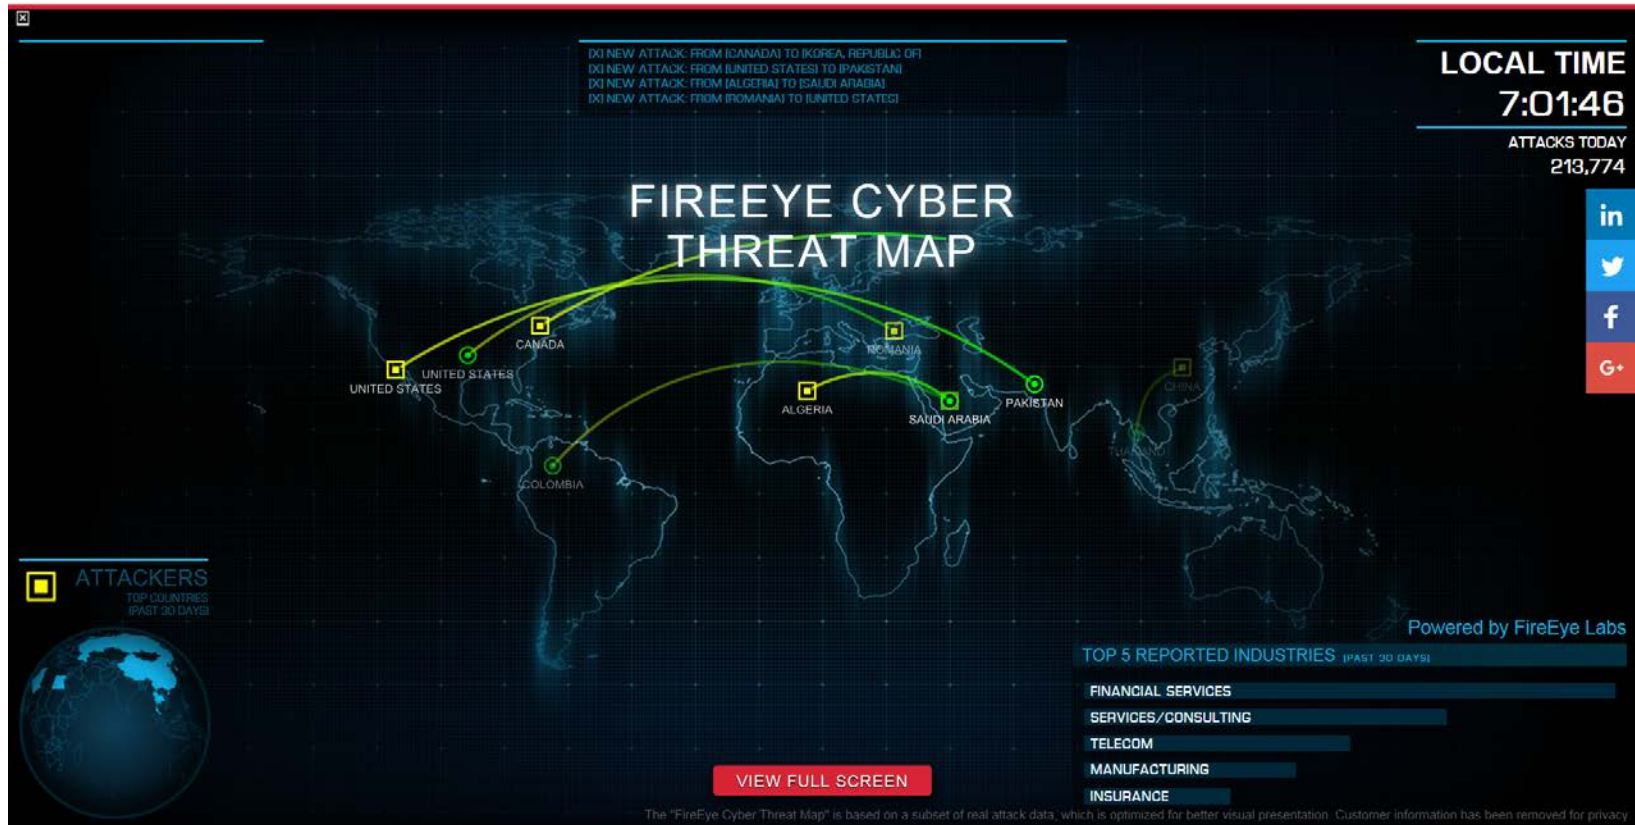 [X] NEW ATTACK: FROM [CANADA] TO [KOREA, REPUBLIC OF]
[X] NEW ATTACK: FROM [UNITED STATES] TO [PAKISTAN]
[X] NEW ATTACK: FROM [ALGERIA] TO [SAUDI ARABIA]
[X] NEW ATTACK: FROM [ROMANIA] TO [UNITED STATES]
LOCAL TIME
7:01:46
ATTACKS TODAY
213,774
FIREEYE CYBER
THREAT MAP
in
f
G+
CANADA
ROMANIA
UNITED STATES
UNITED STATES
CHINA
ALGERIA
PAKISTAN
SAUDI ARABIA
THAILAND
COLOMBIA
ATTACKERS
TOP COUNTRIES
[PAST 30 DAYS]
Powered by FireEye Labs
TOP 5 REPORTED INDUSTRIES [PAST 30 DAYS]
FINANCIAL SERVICES
SERVICES/CONSULTING
TELECOM
MANUFACTURING
INSURANCE
VIEW FULL SCREEN
The "FireEye Cyber Threat Map" is based on a subset of real attack data, which is optimized for better visual presentation. Customer information has been removed for privacy